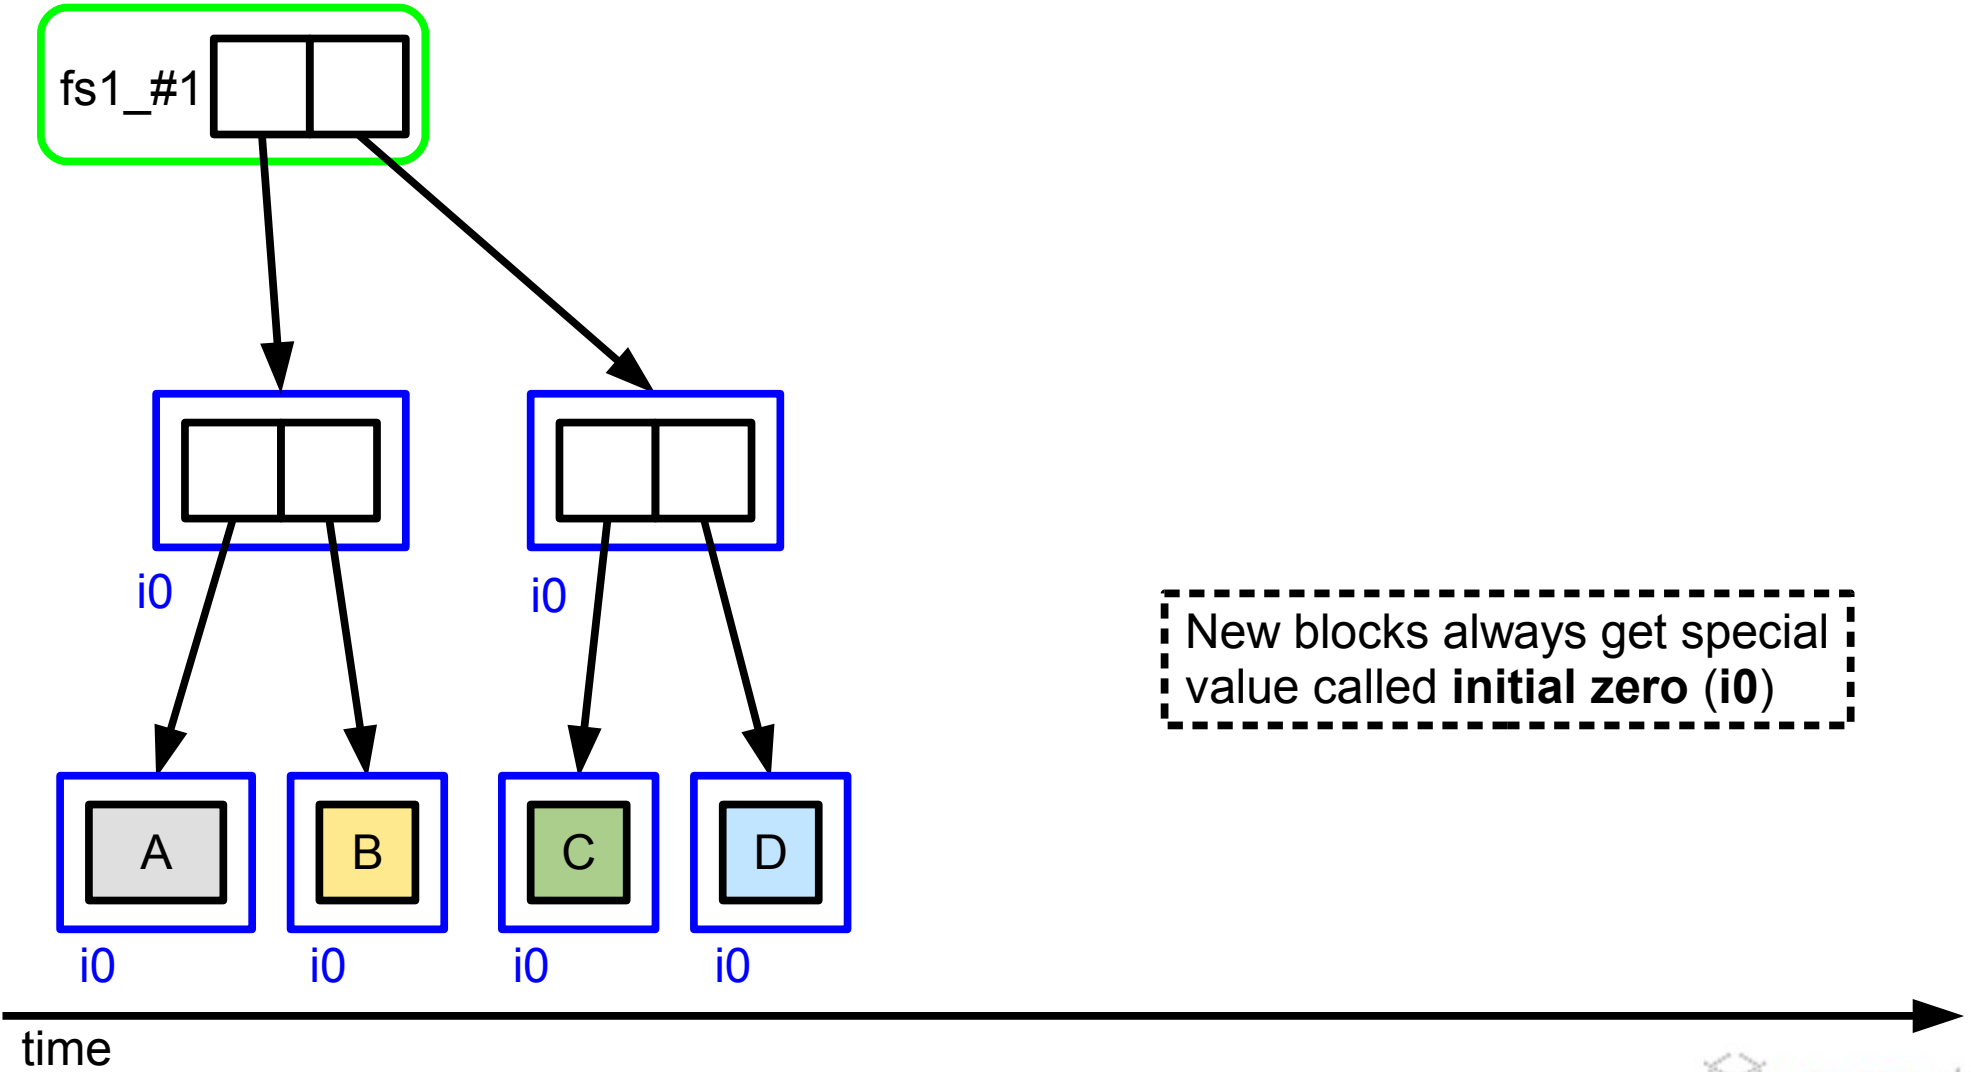 fs1_#1
i0
i0
New blocks always get special
value called initial zero (i0)
A
B
C
D
i0
i0
i0
i0
time